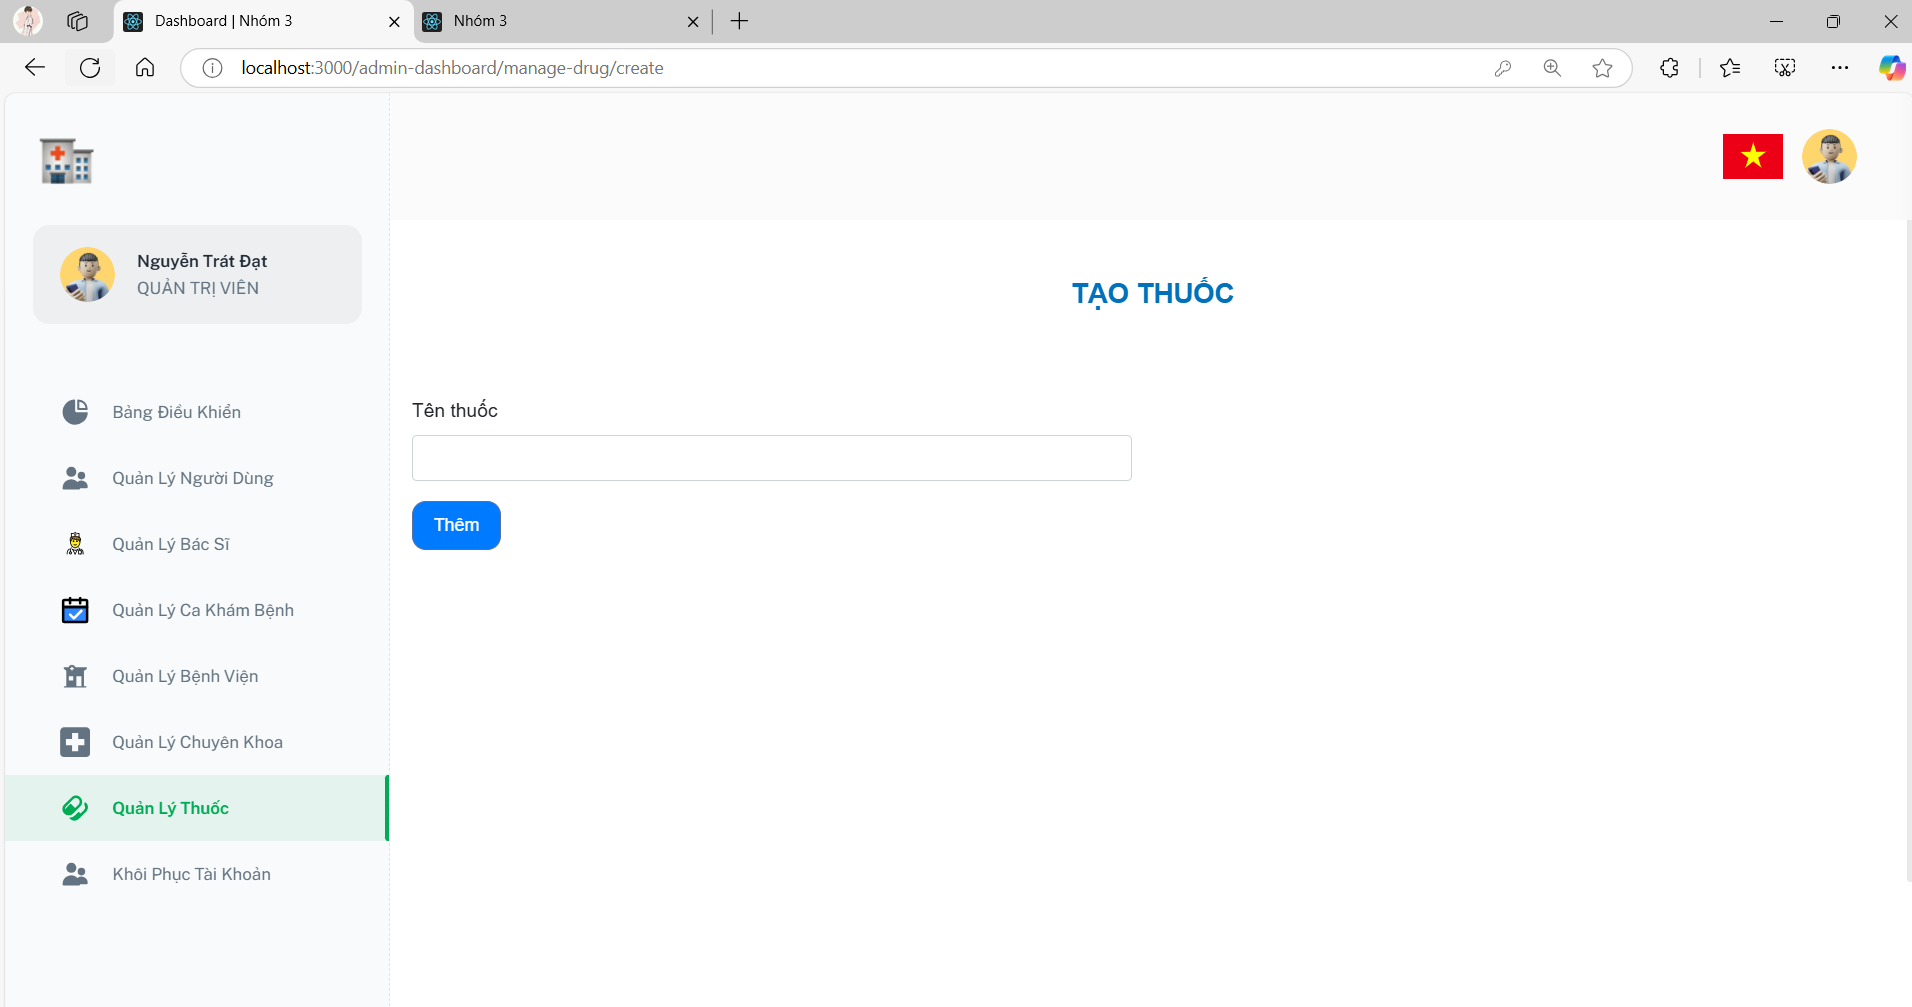 Dashboard | Nhóm 3
Nhóm 3
localhost:3000/admin-dashboard/manage-drug/create
Nguyễn Trát Đạt
QUẢN TRỊ VIÊN
TẠO THUỐC
Tên thuốc
Thêm
Bảng Điều Khiển
Quản Lý Người Dùng
Quản Lý Bác Sĩ
Quản Lý Ca Khám Bệnh
Quản Lý Bệnh Viện
Quản Lý Chuyên Khoa
Quản Lý Thuốc
Khôi Phục Tài Khoản